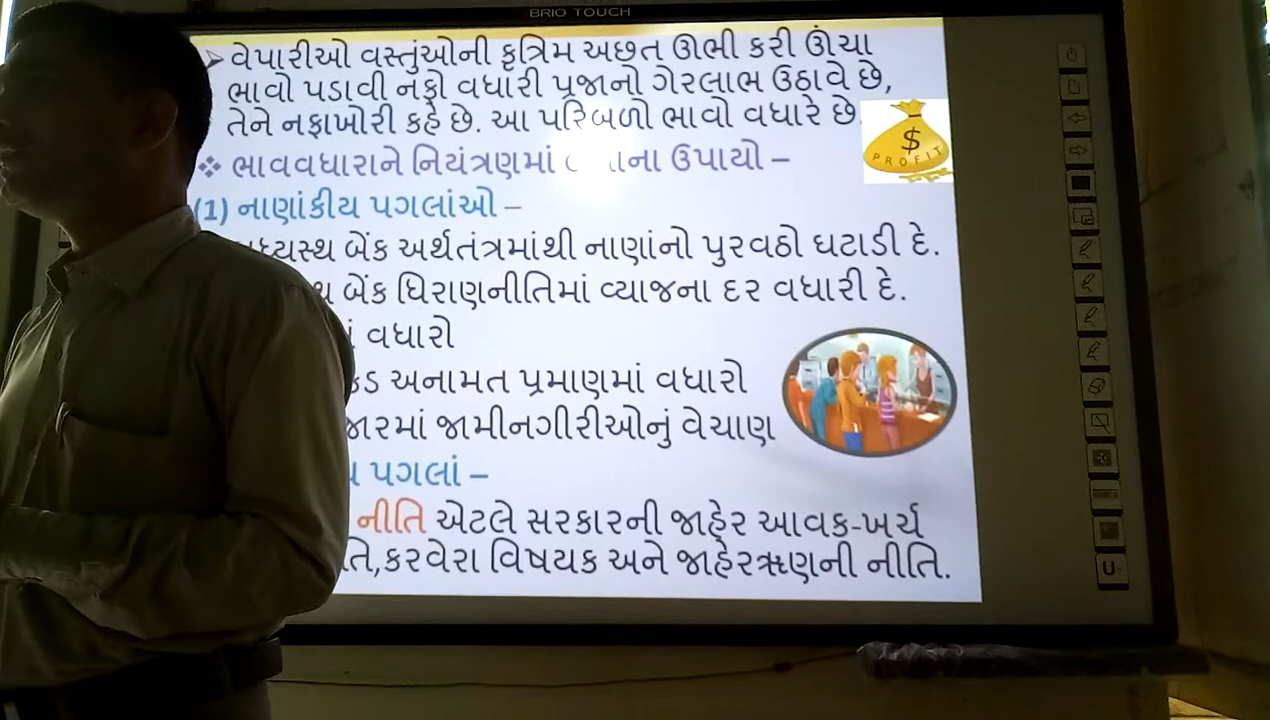 BRIO TOUCH
➤ વેપારીઓ વસ્તુંઓની કૃત્રિમ અછત ઊભી કરી ઊંચા
ભાવો પડાવી નફો વધારી પ્રજાનો ગેરલાભ ઉઠાવે છે,
તેને નફાખોરી કહે છે. આ પરિબળો ભાવો વધારે છે.
PROFIT
❖ ભાવવધારાને નિયંત્રણમાં ઉપાયો –
(1) નાણાંકીય પગલાંઓ –
બેંક અર્થતંત્રમાંથી નાણાંનો પુરવઠો ઘટાડી દે.
બેંક ધિરાણનીતિમાં વ્યાજના દર વધારી દે.
વધારો
અનામત પ્રમાણમાં વધારો
જામીનગીરીઓનું વેચાણ
પગલાં –
નીતિ એટલે સરકારની જાહેર આવક-ખર્ચ
કરવેરા વિષયક અને જાહેરઋણની નીતિ.